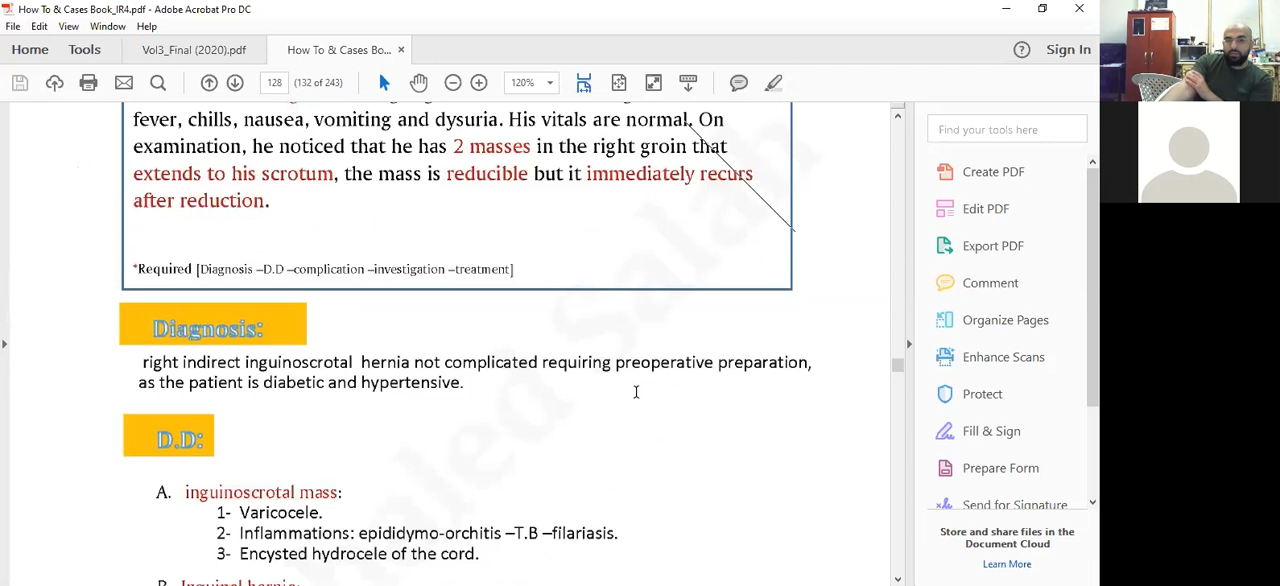 How To & Cases Book_IR4.pdf - Adobe Acrobat Pro DC
File Edit View Window Help
Home Tools Vol3_Final (2020).pdf How To & Cases Bo... × Sign In
128 (132 of 243) 120%
fever, chills, nausea, vomiting and dysuria. His vitals are normal. On
examination, he noticed that he has 2 masses in the right groin that
extends to his scrotum, the mass is reducible but it immediately recurs
after reduction.
*Required [Diagnosis –D.D –complication –investigation –treatment]
Diagnosis:
right indirect inguinoscrotal hernia not complicated requiring preoperative preparation,
as the patient is diabetic and hypertensive.
D.D:
A. inguinoscrotal mass:
1- Varicocele.
2- Inflammations: epididymo-orchitis –T.B –filariasis.
3- Encysted hydrocele of the cord.
B. Inguinal hernia:
Find your tools here
Create PDF
Edit PDF
Export PDF
Comment
Organize Pages
Enhance Scans
Protect
Fill & Sign
Prepare Form
Send for Signature
Store and share files in the
Document Cloud
Learn More